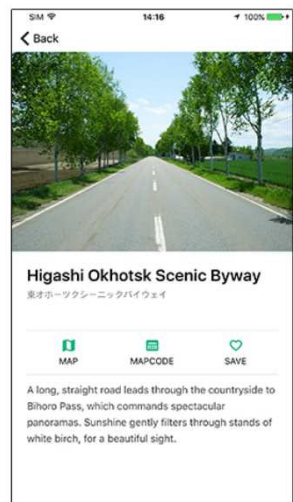 SIM 14:16 100%
Back
Higashi Okhotsk Scenic Byway
東オホーツクシーニックバイウェイ
MAP MAPCODE SAVE
A long, straight road leads through the countryside to
Bihoro Pass, which commands spectacular
panoramas. Sunshine gently filters through stands of
white birch, for a beautiful sight.